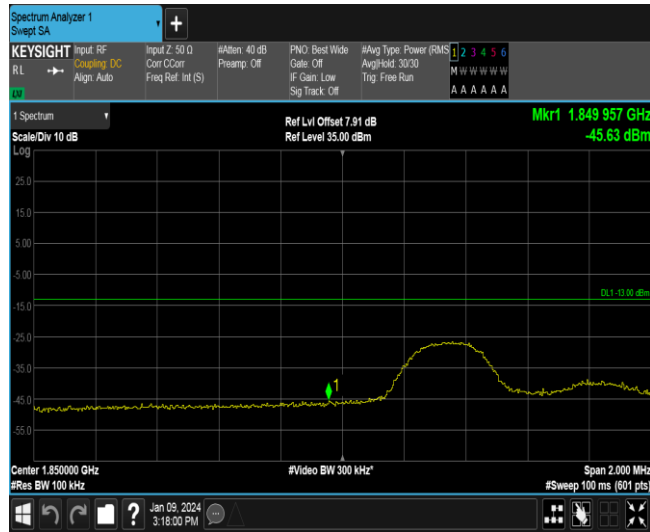 Spectrum Analyzer 1
Swept SA
KEYSIGHT
RL
Input: RF
Coupling: DC
Align: Auto
Input Z: 50 Ω
Corr CCorr
Freq Ref: Int (S)
#Atten: 40 dB
Preamp: Off
PNO: Best Wide
Gate: Off
IF Gain: Low
Sig Track: Off
#Avg Type: Power (RMS
Avg|Hold: 30/30
Trig: Free Run
1 2 3 4 5 6
M W W W W W
A A A A A A
1 Spectrum
Scale/Div 10 dB
Ref Lvl Offset 7.91 dB
Ref Level 35.00 dBm
Mkr1 1.849 957 GHz
-45.63 dBm
Log
25.0
15.0
5.00
-5.00
DL1 -13.00 dBm
-15.0
-25.0
-35.0
1
-45.0
-55.0
Center 1.850000 GHz
#Video BW 300 kHz*
Span 2.000 MHz
#Res BW 100 kHz
#Sweep 100 ms (601 pts)
?
Jan 09, 2024
3:18:00 PM